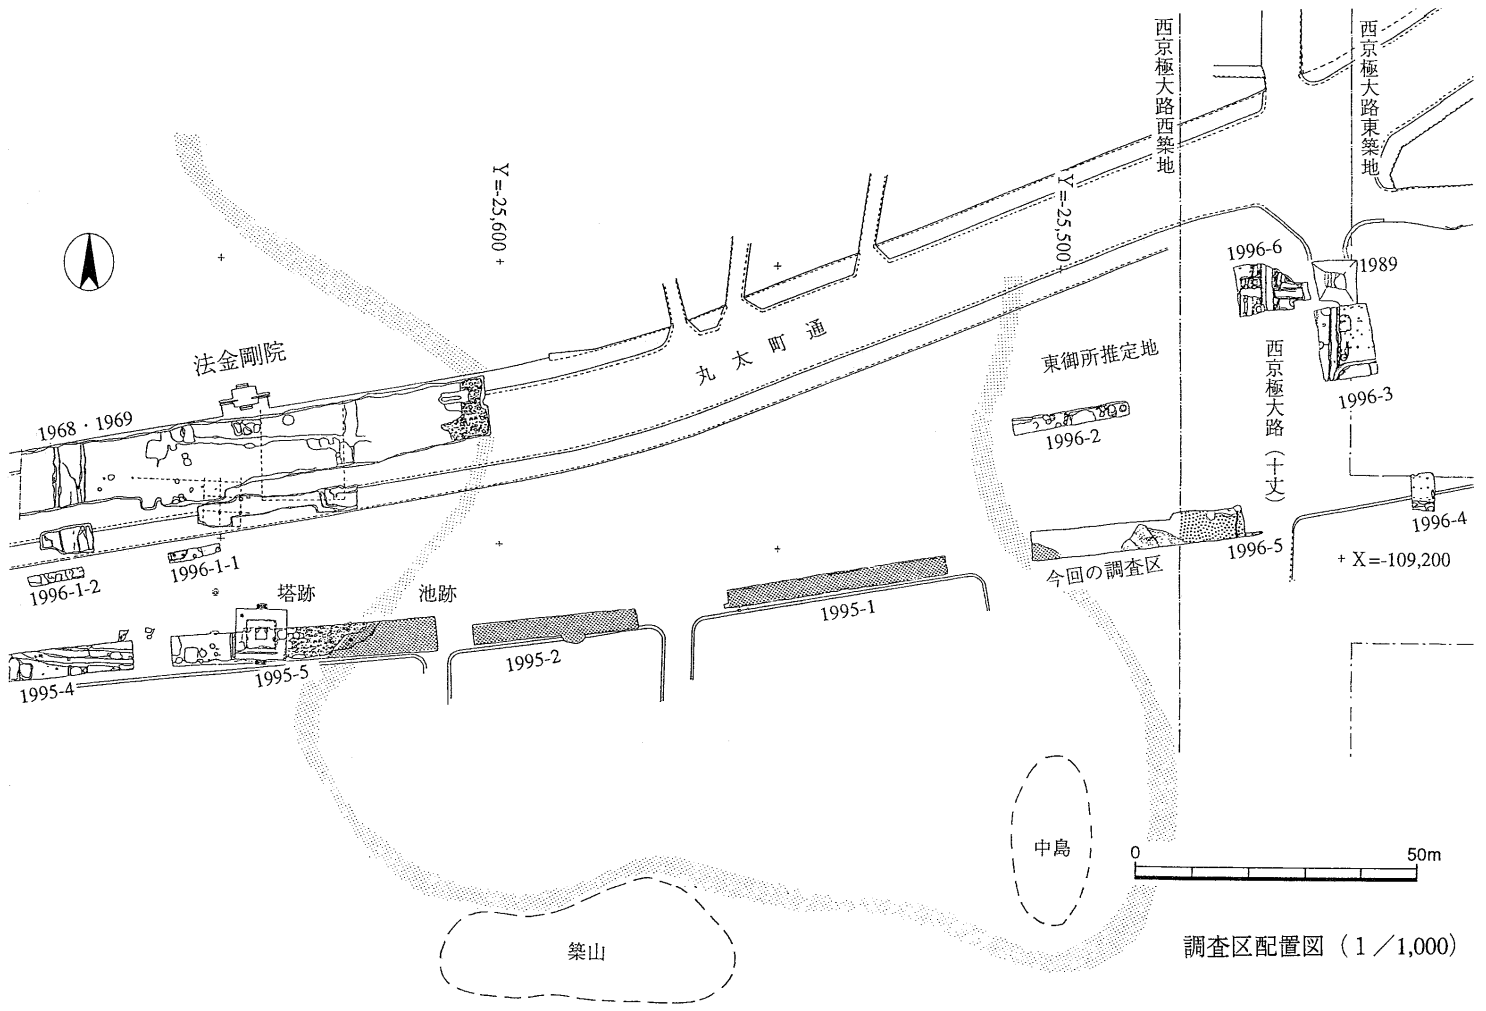 西京極大路西築地
西京極大路東築地
Y=-25,600
Y=-25,500
1996-6
1989
法金剛院
丸太町通
東御所推定地
西京極大路(十丈)
1996-3
1968・1969
1996-2
1996-4
1996-5
今回の調査区
X=-109,200
1996-1-1
1996-1-2
塔跡
池跡
1995-1
1995-2
1995-4
1995-5
中島
0
50m
築山
調査区配置図(1/1,000)